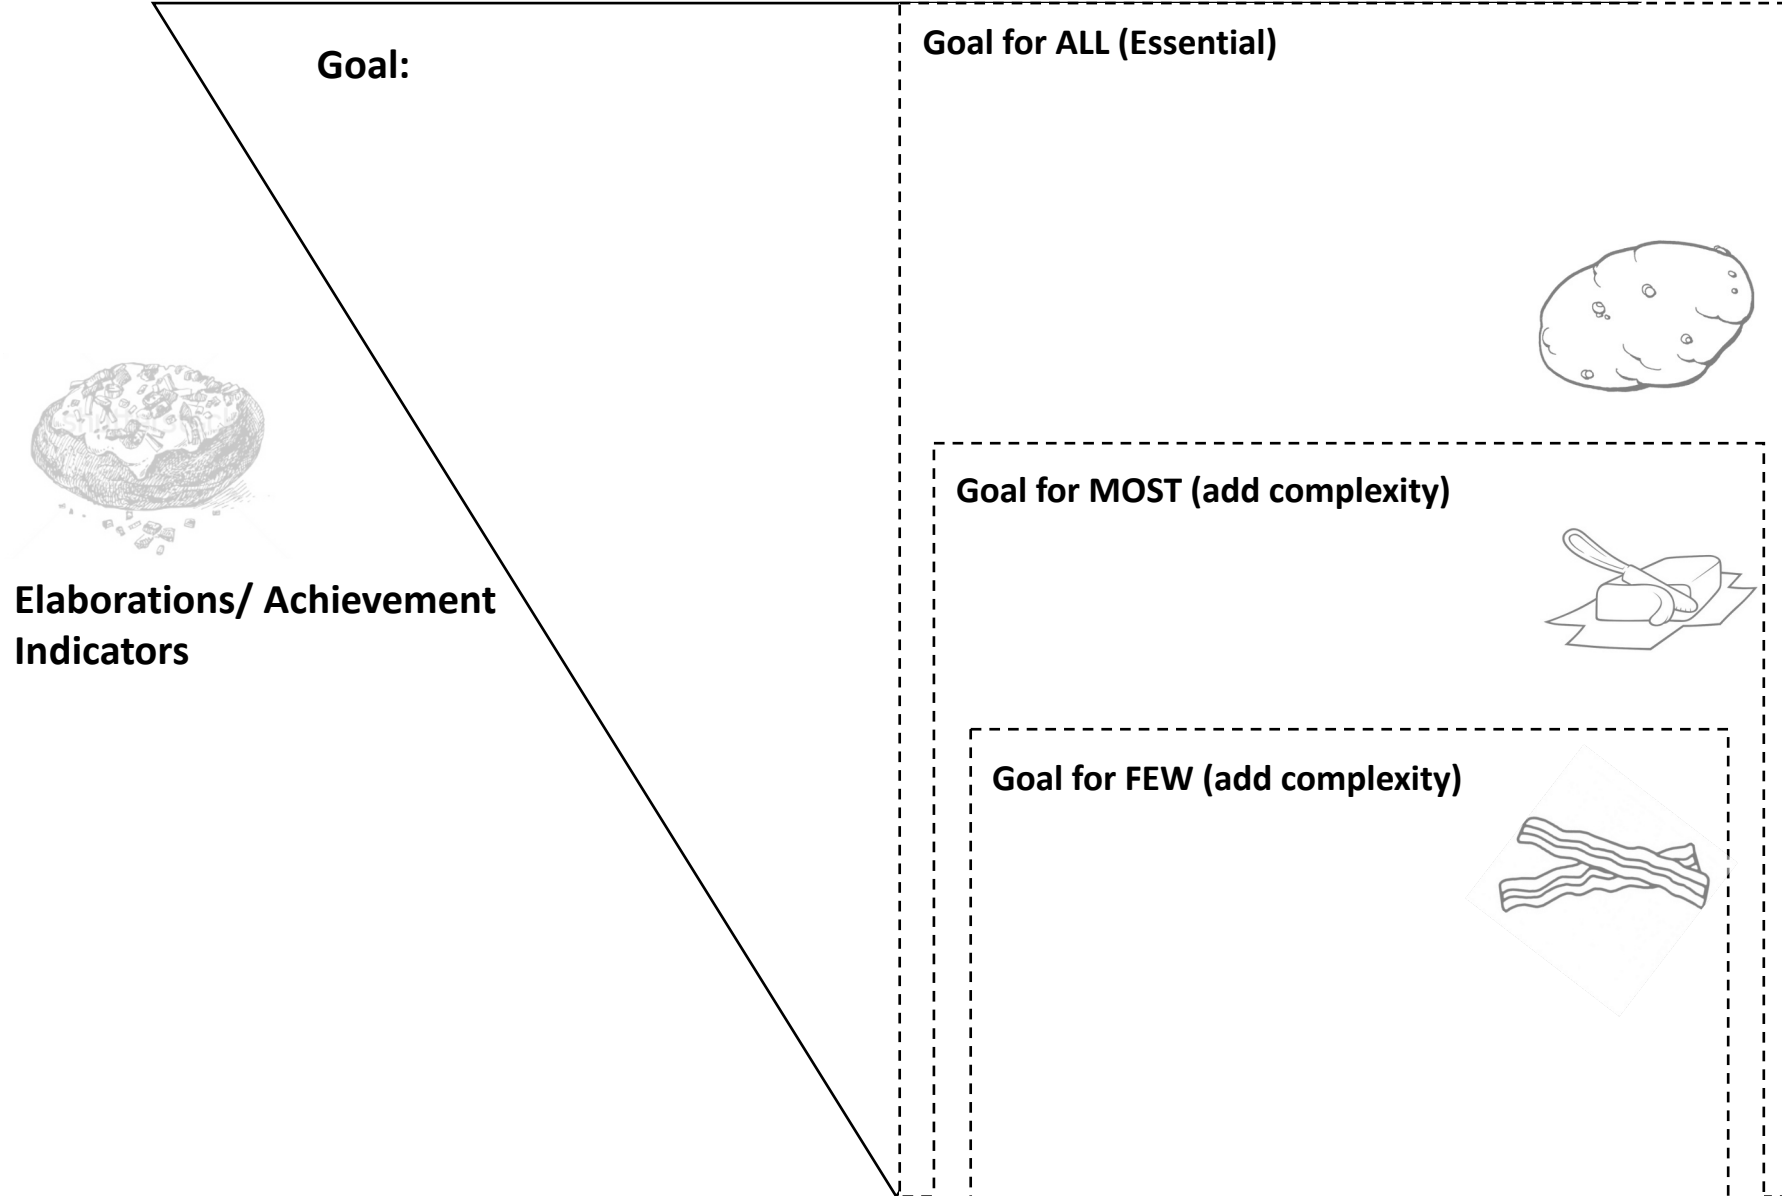 Goal:
Goal for ALL (Essential)
Elaborations/ Achievement
Indicators
Goal for MOST (add complexity)
Goal for FEW (add complexity)